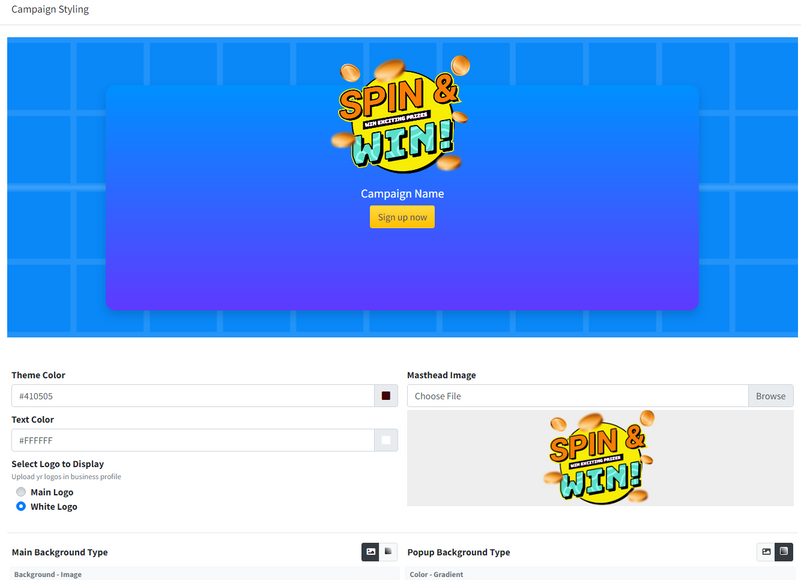 Campaign Styling
SPIN &
WIN EXCITING PRIZES
WIN!
Campaign Name
Sign up now
Theme Color
#410505
Text Color
#FFFFFF
Select Logo to Display
Upload yr logos in business profile
Main Logo
White Logo
Masthead Image
Choose File
Browse
SPIN &
WIN EXCITING PRIZES
WIN!
Main Background Type
Background - Image
Popup Background Type
Color - Gradient